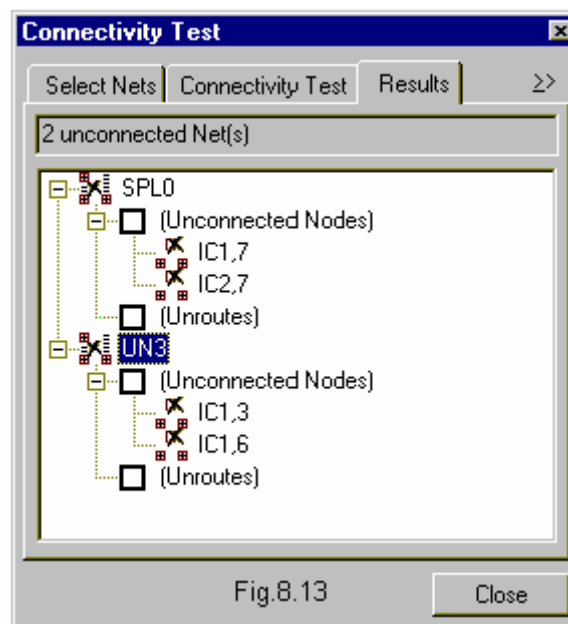 Connectivity Test
Select Nets Connectivity Test Results >>
2 unconnected Net(s)
SPL0
(Unconnected Nodes)
IC1,7
IC2,7
(Unroutes)
UN3
(Unconnected Nodes)
IC1,3
IC1,6
(Unroutes)
Fig.8.13 Close